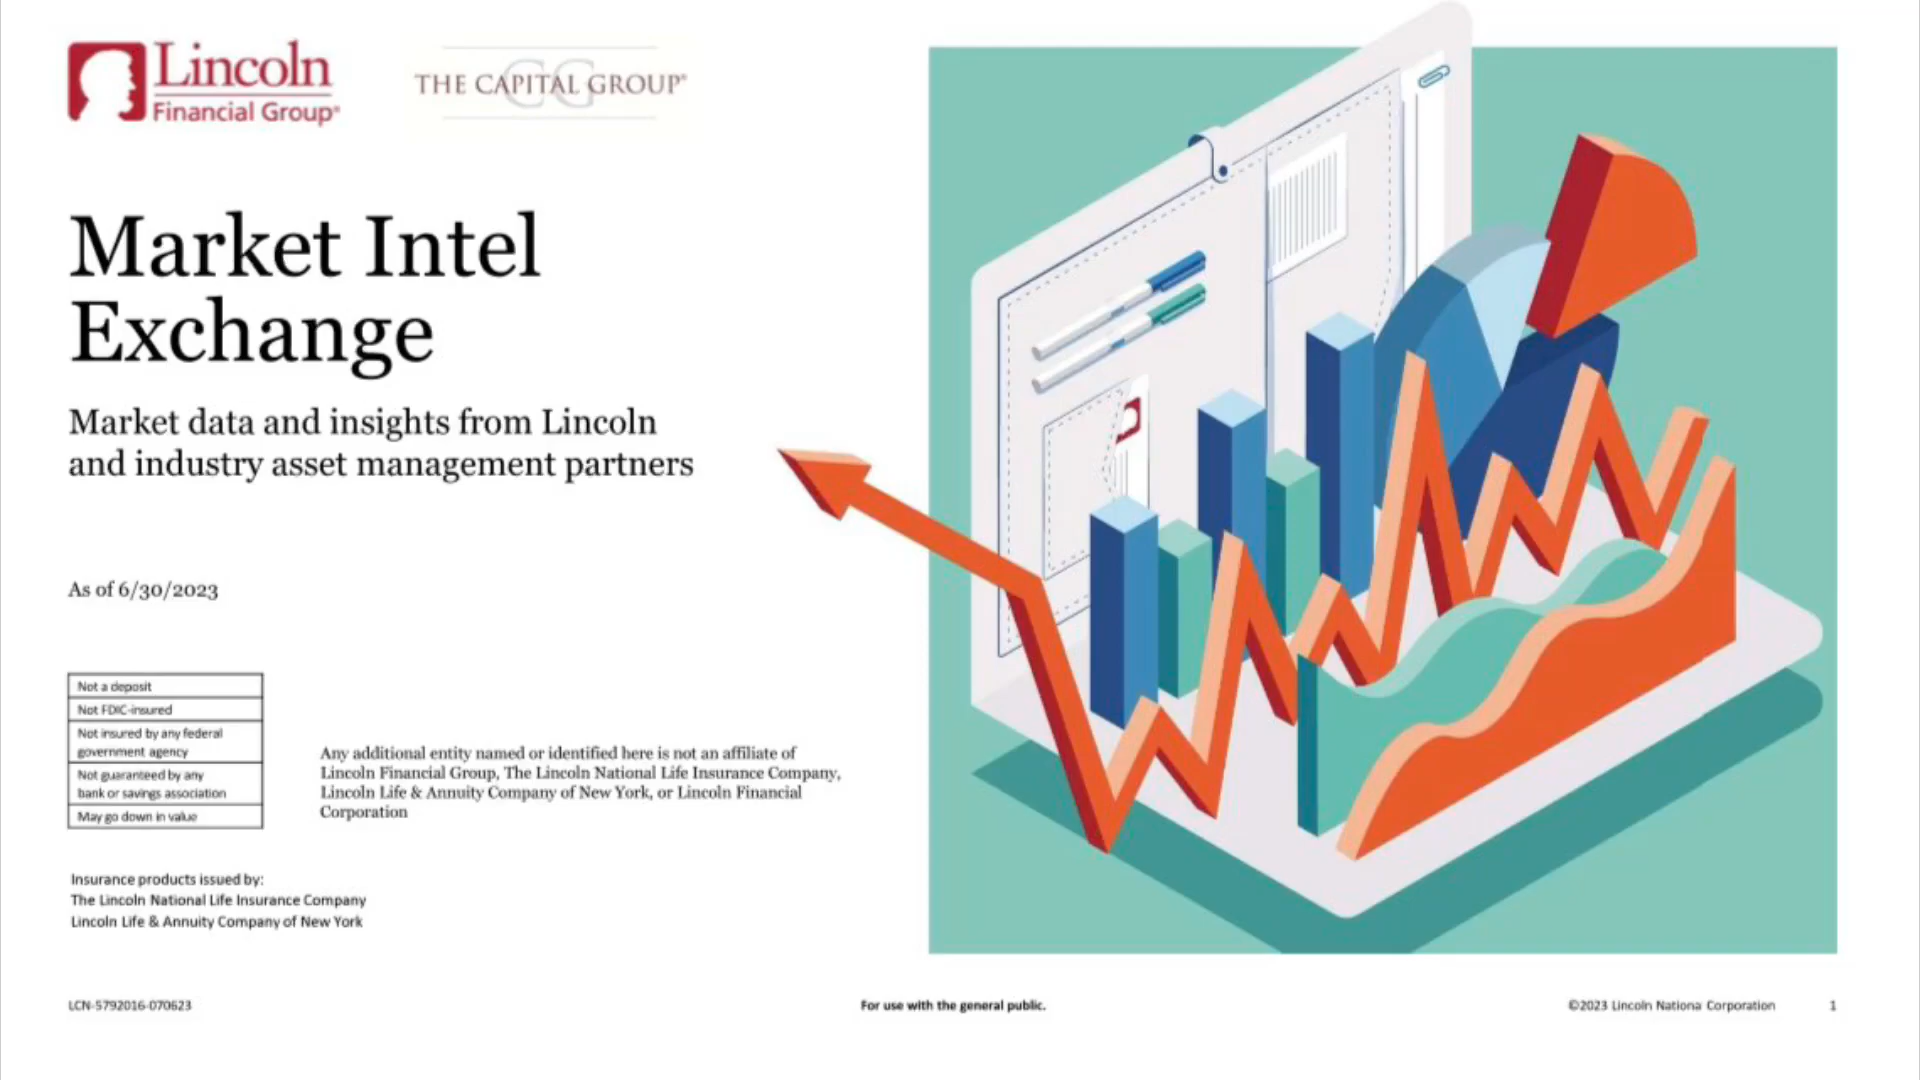 Lincoln
Financial Group®
THE CAPITAL GROUP®
Market Intel
Exchange
Market data and insights from Lincoln
and industry asset management partners
As of 6/30/2023
Not a deposit
Not FDIC-insured
Not insured by any federal
government agency
Not guaranteed by any
bank or savings association
May go down in value
Any additional entity named or identified here is not an affiliate of
Lincoln Financial Group, The Lincoln National Life Insurance Company,
Lincoln Life & Annuity Company of New York, or Lincoln Financial
Corporation
Insurance products issued by:
The Lincoln National Life Insurance Company
Lincoln Life & Annuity Company of New York
LCN-5792016-070623
For use with the general public.
©2023 Lincoln National Corporation
1